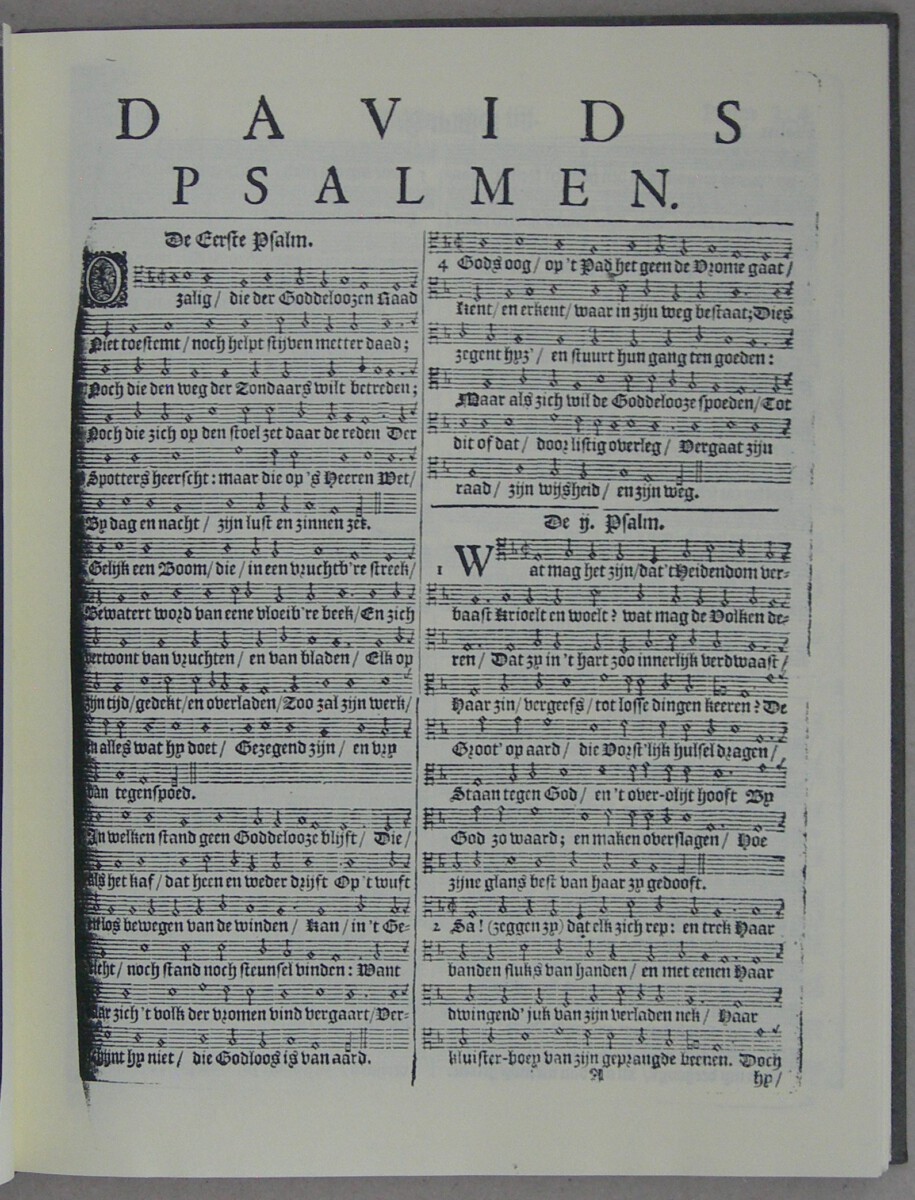 DAVIDS
PSALMEN.
De Eerste Psalm.
O
zalig / die der Goddeloozen Raad
Niet toestemt / noch helpt stijven metter daad;
Noch die den weg der Zondaars wilt betreden;
Noch die zich op den stoel zet daar de reden Der
Spotters heerscht: maar die op 's Heeren Wet /
By dag en nacht / zijn lust en zinnen zet.
Gelijk een Boom / die / in een vruchtb're streek /
Bewatert word van eene vloeib're beek / En zich
vertoont van vruchten / en van bladen / Elk op
zijn tijd / gedekt / en overladen / Zoo zal zijn werk /
in alles wat hy doet / Gezegend zijn / en vry
van tegenspoed.
In welken stand geen Goddelooze blijft / Die /
als het kaf / dat heen en weder drijft Op 't wuft
bewegen van de winden / Kan / in 't Ge-
/ noch stand noch steunsel vinden: Want
daar zich 't volk der vromen vind vergaart / Ver-
schijnt hy niet / die Godloos is van aard.
4 Gods oog / op 't Pad het geen de Vrome gaat /
Kent / en erkent / waar in zijn weg bestaat; Dies
zegent hyz' / en stuurt hun gang ten goeden:
Maar als zich wil de Goddelooze spoeden / Tot
dit of dat / door listig overleg / Vergaat zijn
raad / zijn wijsheid / en zijn weg.
De ij. Psalm.
1 Wat mag het zijn / dat 't Heidendom ver-
baast Krioelt en woelt? wat mag de Volken de-
ren / Dat zy in 't hart zoo innerlijk verdwaast /
Haar zin / vergeefs / tot losse dingen keeren? De
Groot' op aard / die Vorst'lijk hulsel dragen /
Staan tegen God / en 't over-olijt hooft By
God zo waard; en maken overslagen / Hoe
zijne glans best van haar zy gedooft.
2 Sa! (zeggen zy) dat elk zich rep: en trek Haar
banden fluks van handen / en met eenen Haar
dwingend' juk van zijn verladen nek / Haar
kluister-boey van zijn geprangde beenen. Doch
A
hy /